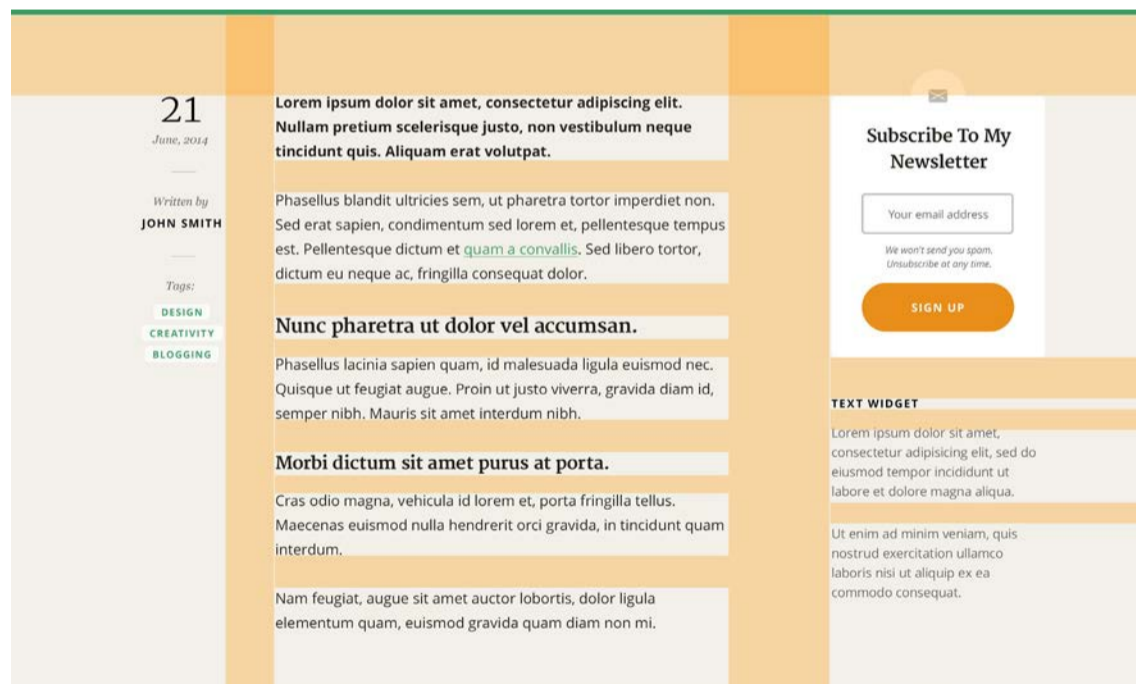 21
June, 2014
Written by
JOHN SMITH
Tags:
DESIGN
CREATIVITY
BLOGGING
Lorem ipsum dolor sit amet, consectetur adipiscing elit.
Nullam pretium scelerisque justo, non vestibulum neque
tincidunt quis. Aliquam erat volutpat.
Phasellus blandit ultricies sem, ut pharetra tortor imperdiet non.
Sed erat sapien, condimentum sed lorem et, pellentesque tempus
est. Pellentesque dictum et quam a convallis. Sed libero tortor,
dictum eu neque ac, fringilla consequat dolor.
Nunc pharetra ut dolor vel accumsan.
Phasellus lacinia sapien quam, id malesuada ligula euismod nec.
Quisque ut feugiat augue. Proin ut justo viverra, gravida diam id,
semper nibh. Mauris sit amet interdum nibh.
Morbi dictum sit amet purus at porta.
Cras odio magna, vehicula id lorem et, porta fringilla tellus.
Maecenas euismod nulla hendrerit orci gravida, in tincidunt quam
interdum.
Nam feugiat, augue sit amet auctor lobortis, dolor ligula
elementum quam, euismod gravida quam diam non mi.
Subscribe To My
Newsletter
Your email address
We won't send you spam.
Unsubscribe at any time.
SIGN UP
TEXT WIDGET
Lorem ipsum dolor sit amet,
consectetur adipisicing elit, sed do
eiusmod tempor incididunt ut
labore et dolore magna aliqua.
Ut enim ad minim veniam, quis
nostrud exercitation ullamco
laboris nisi ut aliquip ex ea
commodo consequat.